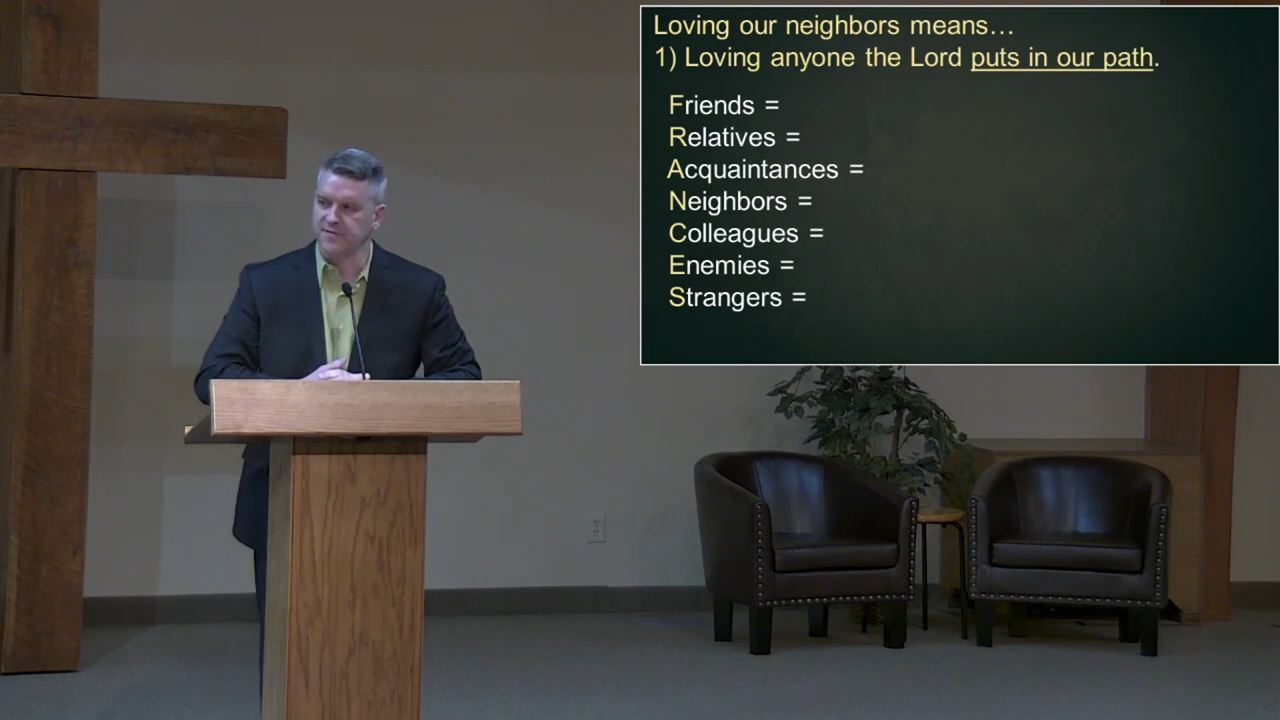 Loving our neighbors means…
1) Loving anyone the Lord puts in our path.
Friends =
Relatives =
Acquaintances =
Neighbors =
Colleagues =
Enemies =
Strangers =